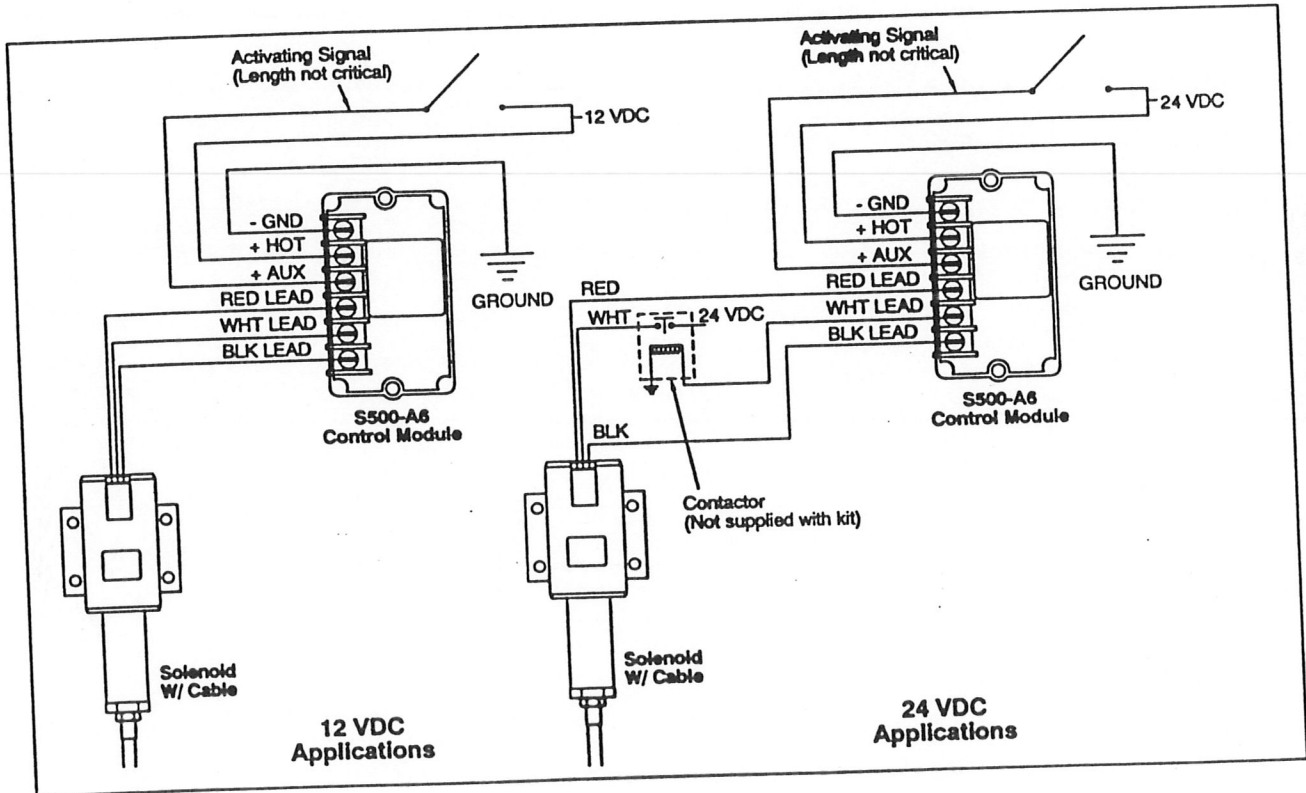 Activating Signal
(Length not critical)
12 VDC
- GND
+ HOT
+ AUX
RED LEAD
WHT LEAD
BLK LEAD
GROUND
S500-A6
Control Module
Solenoid
W/ Cable
12 VDC
Applications
Activating Signal
(Length not critical)
24 VDC
- GND
+ HOT
+ AUX
RED LEAD
WHT LEAD
BLK LEAD
GROUND
RED
WHT
24 VDC
BLK
S500-A6
Control Module
Contactor
(Not supplied with kit)
Solenoid
W/ Cable
24 VDC
Applications